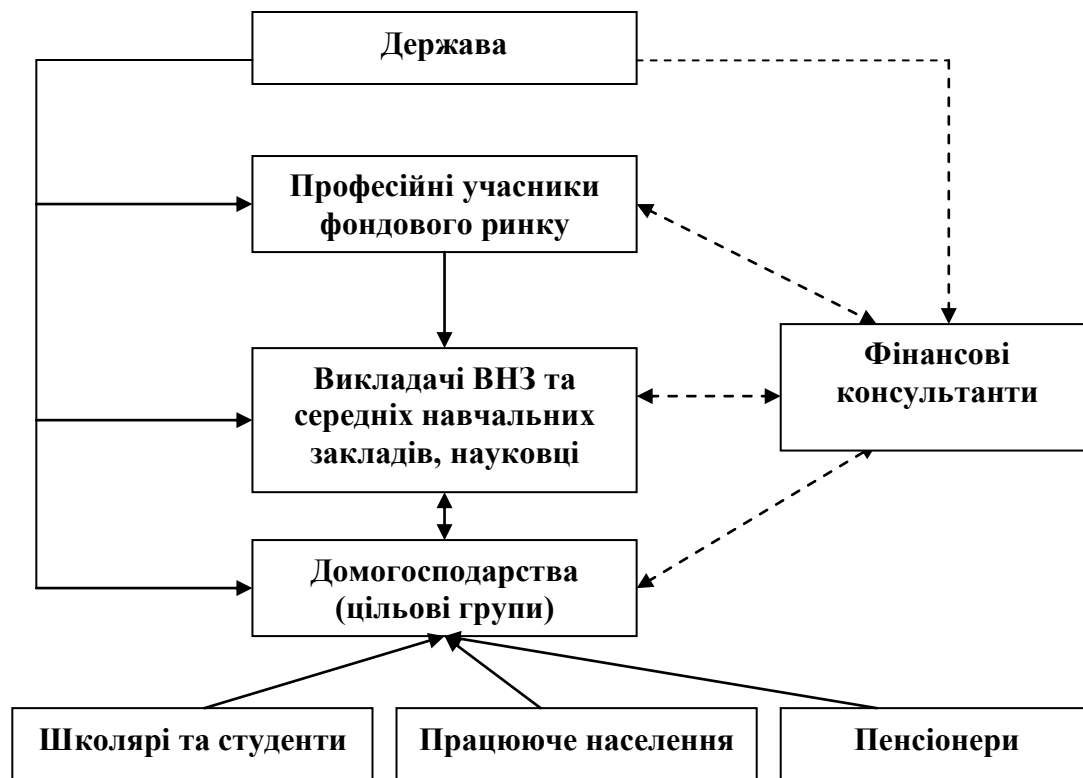 Держава
Професійні учасники
фондового ринку
Фінансові
консультанти
Викладачі ВНЗ та
середніх навчальних
закладів, науковці
Домогосподарства
(цільові групи)
Школярі та студенти
Працююче населення
Пенсіонери